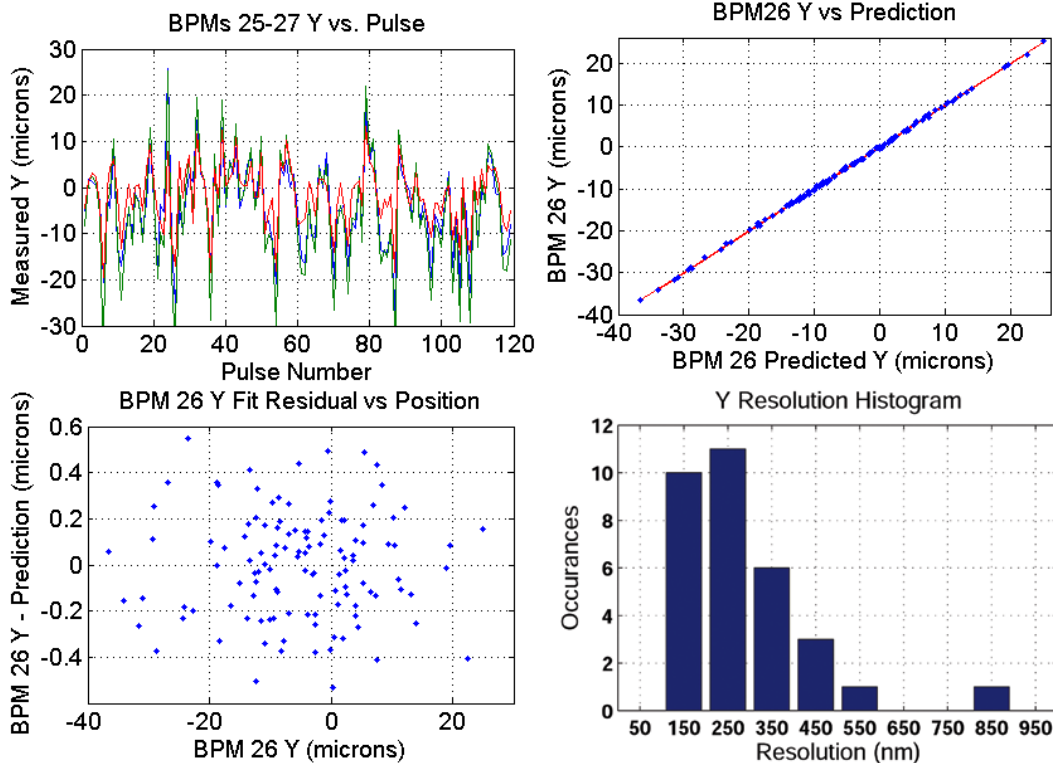 BPMs 25-27 Y vs. Pulse
Measured Y (microns)
30
20
10
0
-10
-20
-30
0 20 40 60 80 100 120
Pulse Number
BPM26 Y vs Prediction
BPM 26 Y (microns)
20
10
0
-10
-20
-30
-40
-40 -30 -20 -10 0 10 20
BPM 26 Predicted Y (microns)
BPM 26 Y Fit Residual vs Position
BPM 26 Y - Prediction (microns)
0.6
0.4
0.2
0
-0.2
-0.4
-40 -20 0 20
BPM 26 Y (microns)
Y Resolution Histogram
Occurances
12
10
8
6
4
2
0
50 150 250 350 450 550 650 750 850 950
Resolution (nm)